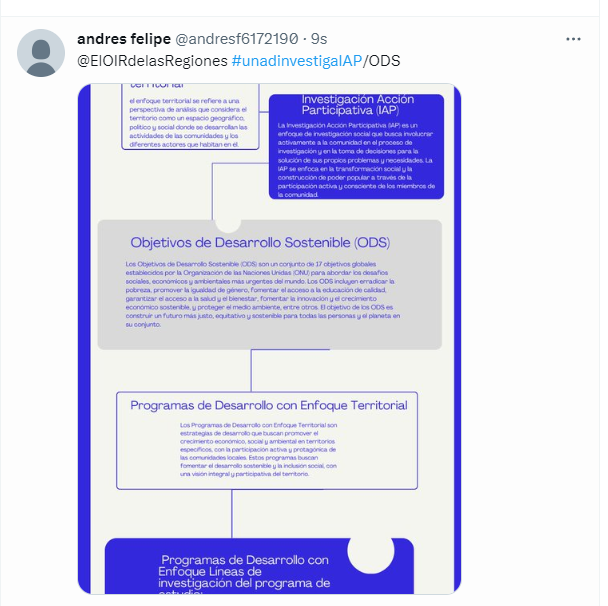 andres felipe @andresf6172190 · 9s
@ElOIRdelasRegiones #unadinvestigaIAP/ODS
territorial
el enfoque territorial se refiere a una
perspectiva de análisis que considera el
territorio como un espacio geográfico,
político y social donde se desarrollan las
actividades de las comunidades y los
diferentes actores que habitan en él.
Investigación Acción
Participativa (IAP)
La Investigación Acción Participativa (IAP) es un
enfoque de investigación social que busca involucrar
activamente a la comunidad en el proceso de
investigación y en la toma de decisiones para la
solución de sus propios problemas y necesidades. La
IAP se enfoca en la transformación social y la
construcción de poder popular a través de la
participación activa y consciente de los miembros de
la comunidad.
Objetivos de Desarrollo Sostenible (ODS)
Los Objetivos de Desarrollo Sostenible (ODS) son un conjunto de 17 objetivos globales
establecidos por la Organización de las Naciones Unidas (ONU) para abordar los desafíos
sociales, económicos y ambientales más urgentes del mundo. Los ODS incluyen erradicar la
pobreza, promover la igualdad de género, fomentar el acceso a la educación de calidad,
garantizar el acceso a la salud y el bienestar, fomentar la innovación y el crecimiento
económico sostenible, y proteger el medio ambiente, entre otros. El objetivo de los ODS es
construir un futuro más justo, equitativo y sostenible para todas las personas y el planeta en
su conjunto.
Programas de Desarrollo con Enfoque Territorial
Los Programas de Desarrollo con Enfoque Territorial son
estrategias de desarrollo que buscan promover el
crecimiento económico, social y ambiental en territorios
específicos, con la participación activa y protagónica de
las comunidades locales. Estos programas buscan
fomentar el desarrollo sostenible y la inclusión social, con
una visión integral y participativa del territorio.
Programas de Desarrollo con
Enfoque Líneas de
investigación del programa de
estudio: